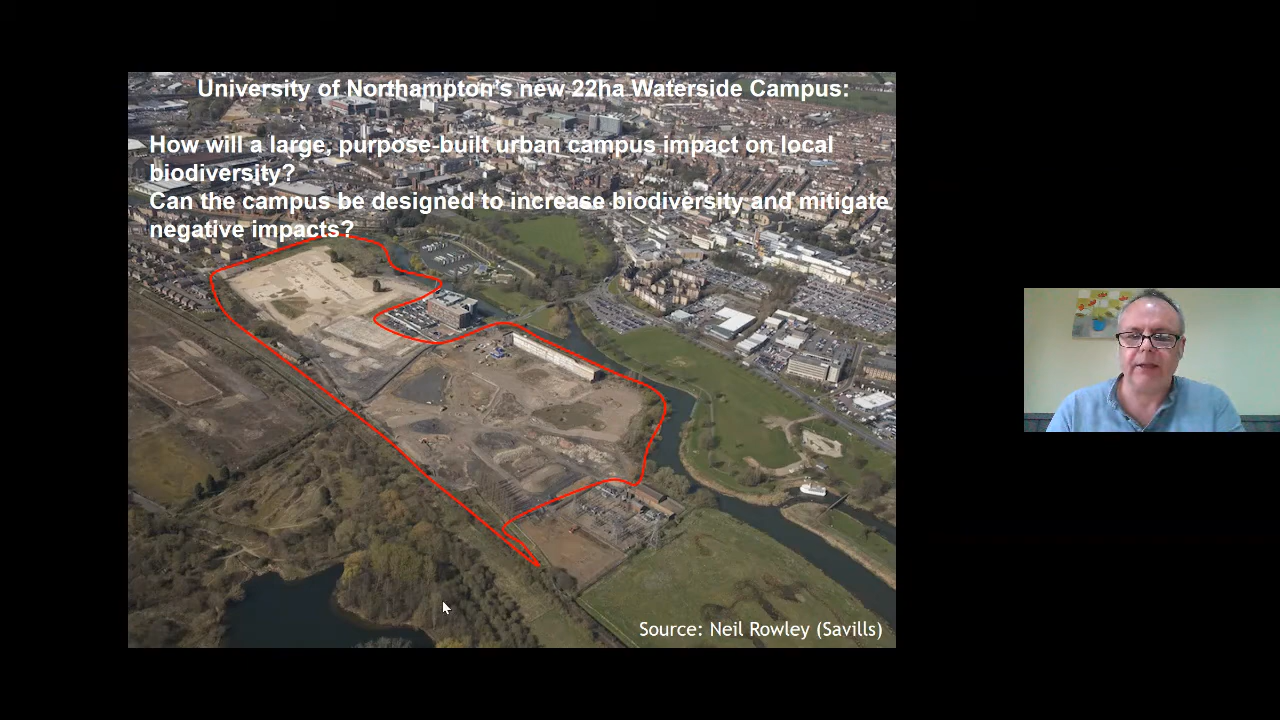 University of Northampton's new 22ha Waterside Campus:
How will a large, purpose-built urban campus impact on local
biodiversity?
Can the campus be designed to increase biodiversity and mitigate
negative impacts?
Source: Neil Rowley (Savills)